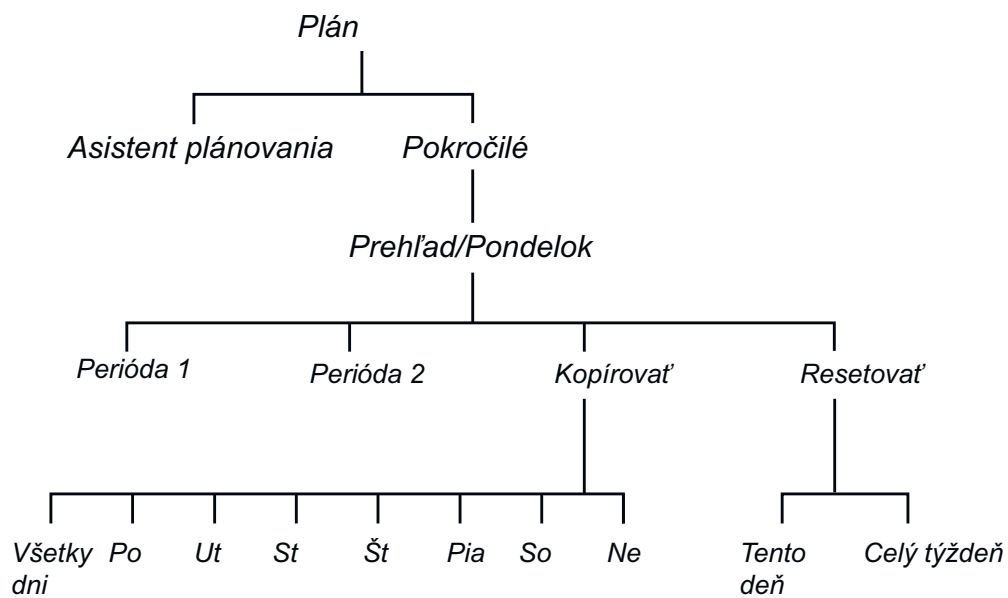 Plán
Asistent plánovania
Pokročilé
Prehľad/Pondelok
Perióda 1
Perióda 2
Kopírovať
Resetovať
Všetky
dni
Po
Ut
St
Št
Pia
So
Ne
Tento
deň
Celý týždeň